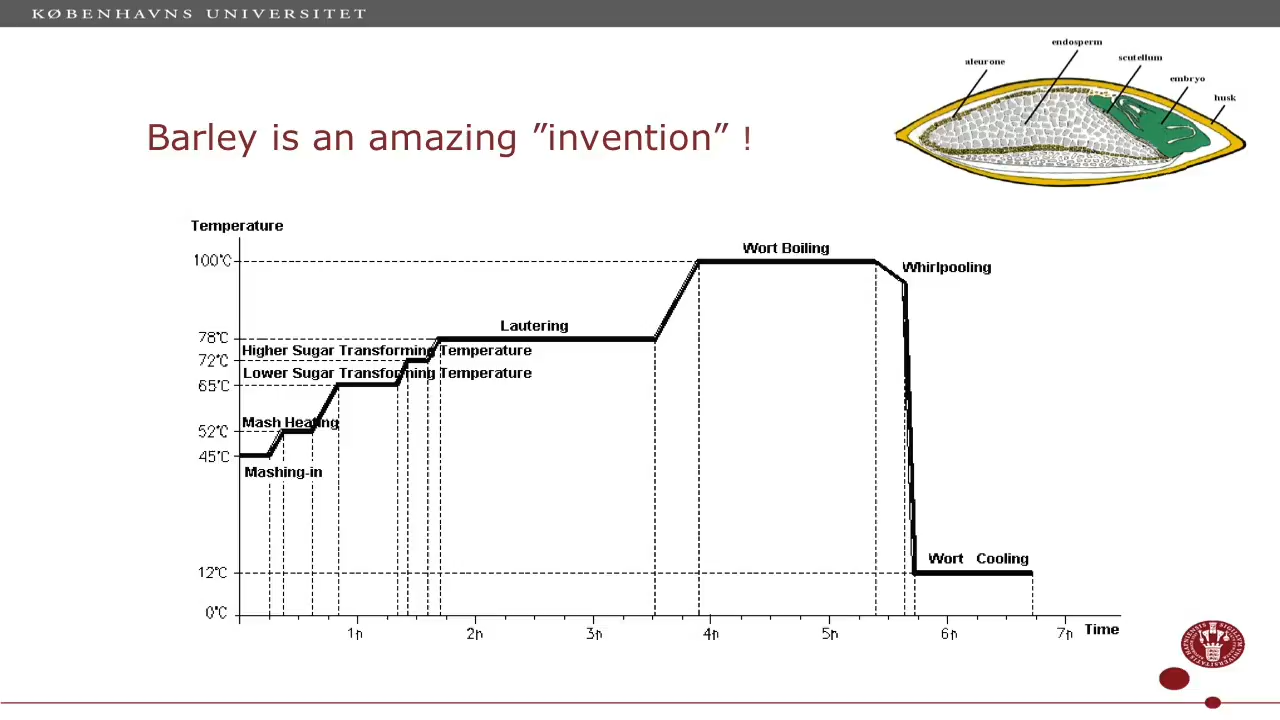 KØBENHAVNS UNIVERSITET
endosperm
aleurone
scutellum
embryo
husk
Barley is an amazing ”invention” !
Temperature
100°C
Wort Boiling
Whirlpooling
Lautering
78°C
Higher Sugar Transforming Temperature
72°C
Lower Sugar Transforming Temperature
65°C
Mash Heating
52°C
45°C
Mashing-in
Wort Cooling
12°C
0°C
1h 2h 3h 4h 5h 6h 7h Time